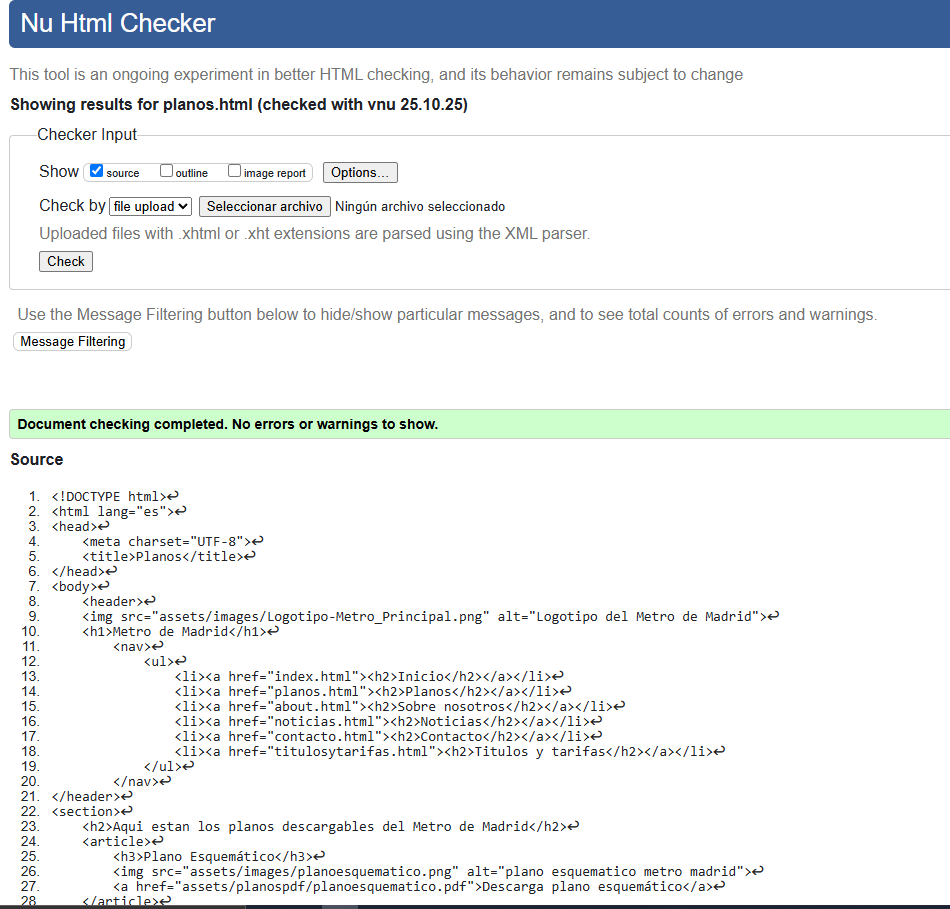 Nu Html Checker
This tool is an ongoing experiment in better HTML checking, and its behavior remains subject to change
Showing results for planos.html (checked with vnu 25.10.25)
Checker Input
Show source outline image report Options...
Check by file upload Seleccionar archivo Ningún archivo seleccionado
Uploaded files with .xhtml or .xht extensions are parsed using the XML parser.
Check
Use the Message Filtering button below to hide/show particular messages, and to see total counts of errors and warnings.
Message Filtering
Document checking completed. No errors or warnings to show.
Source
1. <!DOCTYPE html>↩
2. <html lang="es">↩
3. <head>↩
4.     <meta charset="UTF-8">↩
5.     <title>Planos</title>↩
6. </head>↩
7. <body>↩
8.     <header>↩
9.     <img src="assets/images/Logotipo-Metro_Principal.png" alt="Logotipo del Metro de Madrid">↩
10.     <h1>Metro de Madrid</h1>↩
11.         <nav>↩
12.             <ul>↩
13.                 <li><a href="index.html"><h2>Inicio</h2></a></li>↩
14.                 <li><a href="planos.html"><h2>Planos</h2></a></li>↩
15.                 <li><a href="about.html"><h2>Sobre nosotros</h2></a></li>↩
16.                 <li><a href="noticias.html"><h2>Noticias</h2></a></li>↩
17.                 <li><a href="contacto.html"><h2>Contacto</h2></a></li>↩
18.                 <li><a href="titulosytarifas.html"><h2>Titulos y tarifas</h2></a></li>↩
19.             </ul>↩
20.         </nav>↩
21. </header>↩
22. <section>↩
23.     <h2>Aqui estan los planos descargables del Metro de Madrid</h2>↩
24.     <article>↩
25.         <h3>Plano Esquemático</h3>↩
26.         <img src="assets/images/planoesquematico.png" alt="plano esquematico metro madrid">↩
27.         <a href="assets/planospdf/planoesquematico.pdf">Descarga plano esquemático</a>↩
28.     </article>↩